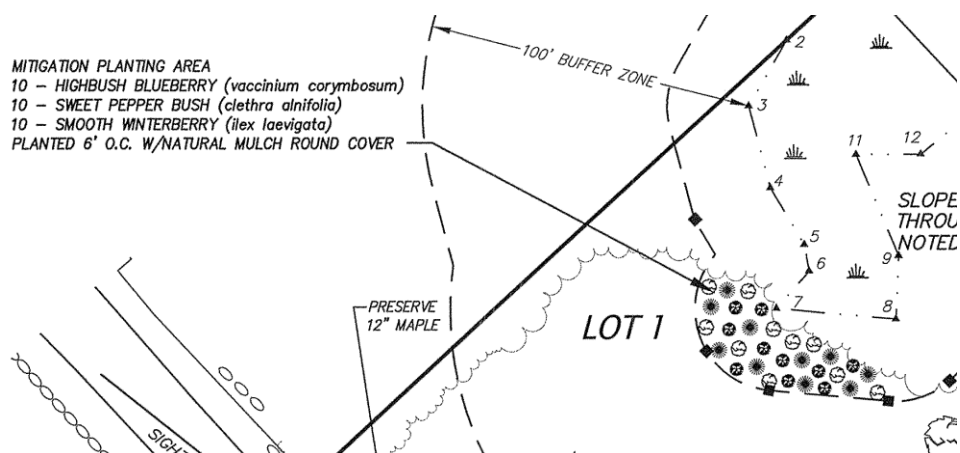 MITIGATION PLANTING AREA
10 – HIGHBUSH BLUEBERRY (vaccinium corymbosum)
10 – SWEET PEPPER BUSH (clethra alnifolia)
10 – SMOOTH WINTERBERRY (ilex laevigata)
PLANTED 6' O.C. W/NATURAL MULCH ROUND COVER
100' BUFFER ZONE
2
3
4
5
6
7
8
9
11
12
SLOPE
THROU
NOTED
PRESERVE
12" MAPLE
LOT 1
SIGHT